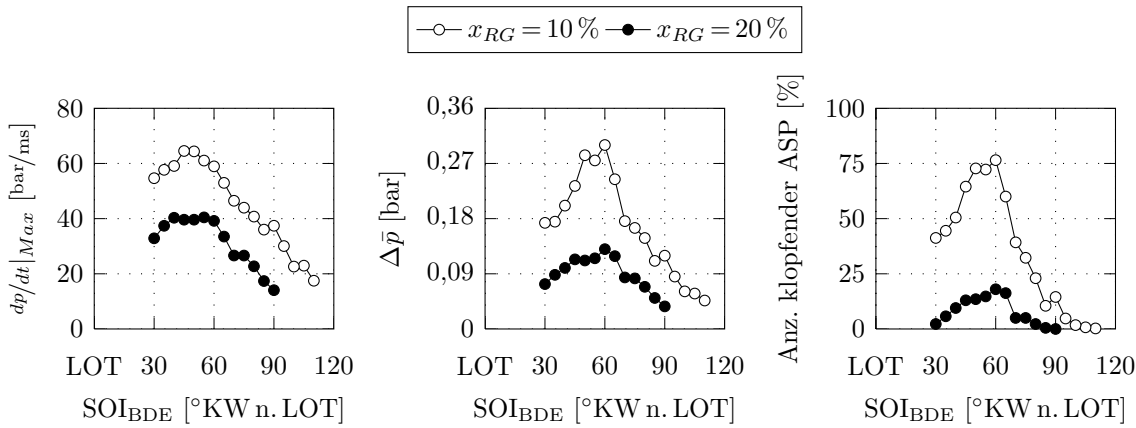 x_RG = 10 % x_RG = 20 %
dp/dt|_Max [bar/ms]
80
60
40
20
0
LOT 30 60 90 120
SOI_BDE [°KW n. LOT]
Δp̄ [bar]
0,36
0,27
0,18
0,09
0
LOT 30 60 90 120
SOI_BDE [°KW n. LOT]
Anz. klopfender ASP [%]
100
75
50
25
0
LOT 30 60 90 120
SOI_BDE [°KW n. LOT]